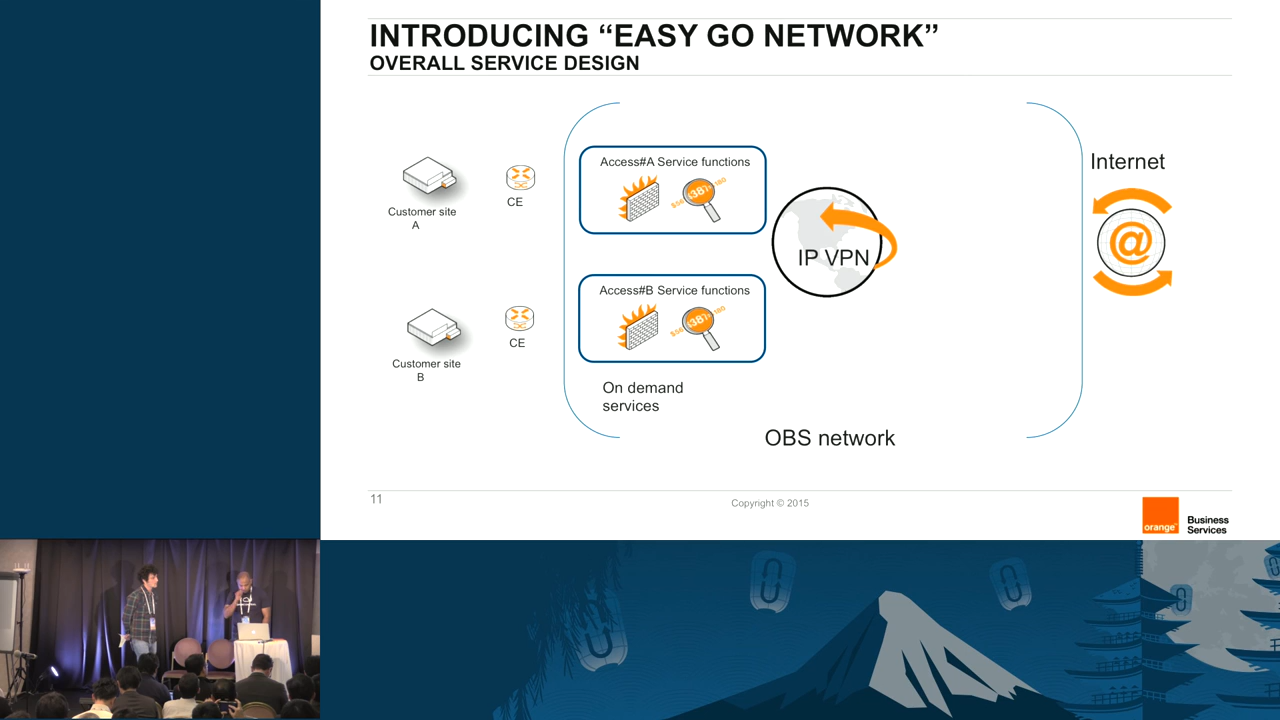 INTRODUCING “EASY GO NETWORK”
OVERALL SERVICE DESIGN
Access#A Service functions
Internet
CE
Customer site
A
IP VPN
Access#B Service functions
CE
Customer site
B
On demand
services
OBS network
11
Copyright © 2015
orange™
Business
Services